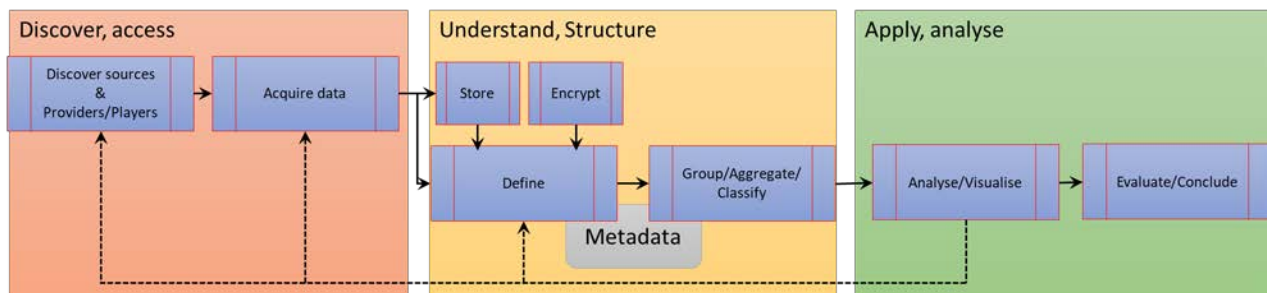 Discover, access
Discover sources
&
Providers/Players
Acquire data
Understand, Structure
Store
Encrypt
Define
Group/Aggregate/
Classify
Metadata
Apply, analyse
Analyse/Visualise
Evaluate/Conclude